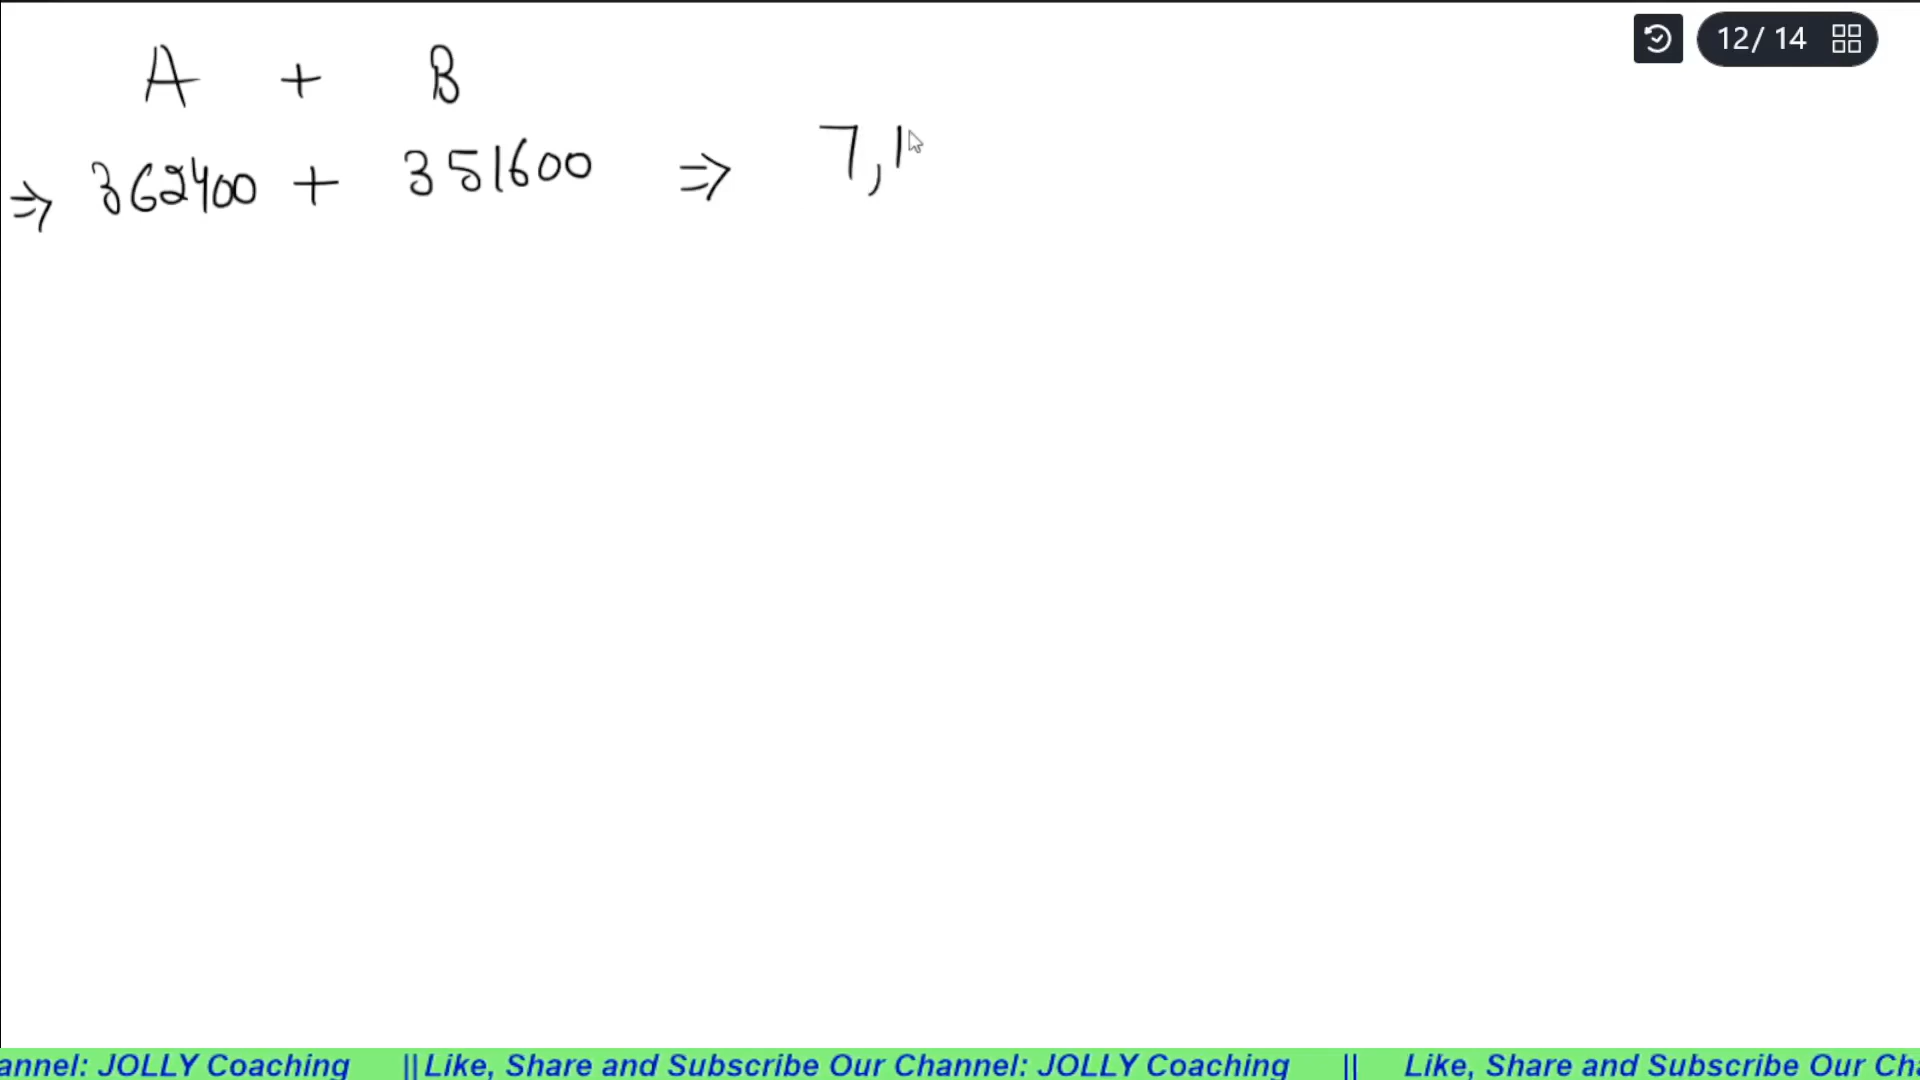 12/ 14
A + B
⇒ 362400 + 351600 ⇒ 7,1
annel: JOLLY Coaching || Like, Share and Subscribe Our Channel: JOLLY Coaching || Like, Share and Subscribe Our Cha